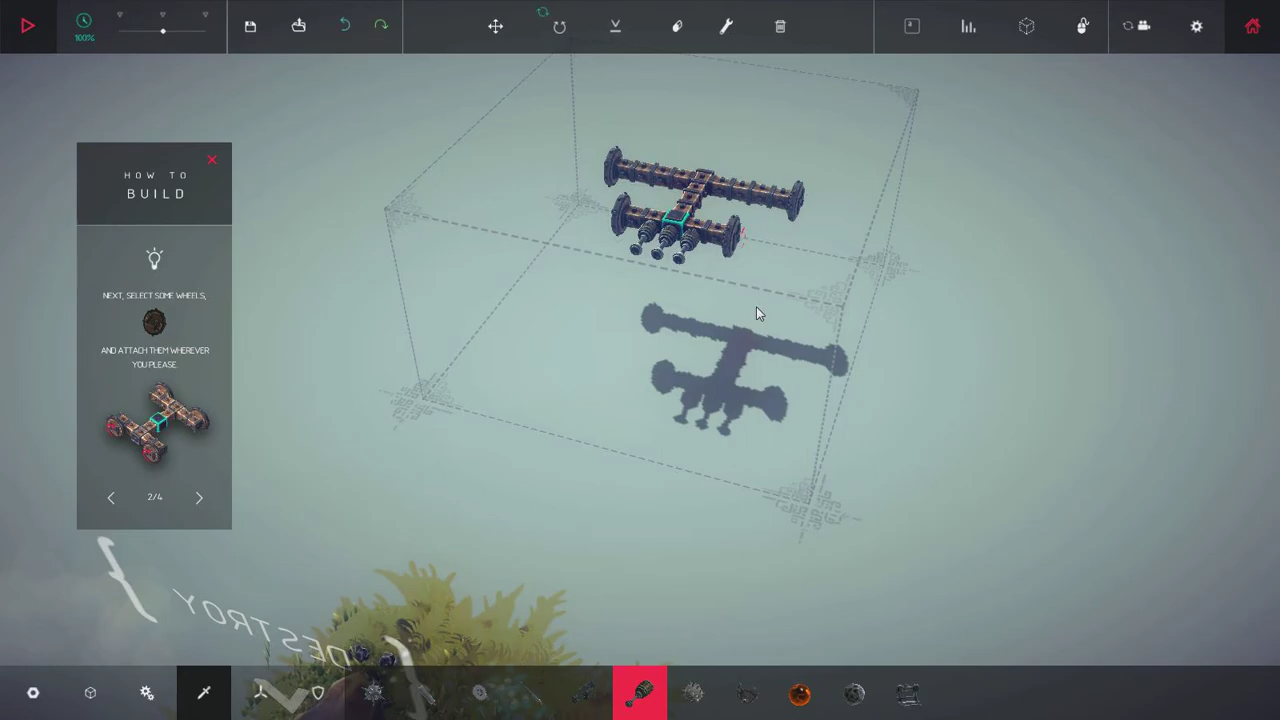 100%
HOW TO
BUILD
NEXT, SELECT SOME WHEELS,
AND ATTACH THEM WHEREVER
YOU PLEASE.
2/4
DESTROY